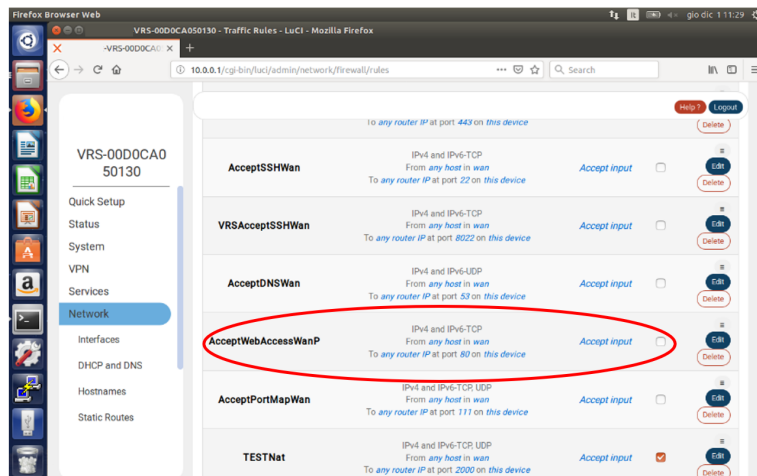 Firefox Browser Web
It
gio dic 1 11:29
VRS-00D0CA050130 - Traffic Rules - LuCI - Mozilla Firefox
-VRS-00D0CA0
10.0.0.1/cgi-bin/luci/admin/network/firewall/rules
Search
Help ?
Logout
VRS-00D0CA0
50130
Quick Setup
Status
System
VPN
Services
Network
Interfaces
DHCP and DNS
Hostnames
Static Routes
To any router IP at port 443 on this device
Delete
AcceptSSHWan
IPv4 and IPv6-TCP
From any host in wan
To any router IP at port 22 on this device
Accept input
Edit
Delete
VRSAcceptSSHWan
IPv4 and IPv6-TCP
From any host in wan
To any router IP at port 8022 on this device
Accept input
Edit
Delete
AcceptDNSWan
IPv4 and IPv6-UDP
From any host in wan
To any router IP at port 53 on this device
Accept input
Edit
Delete
AcceptWebAccessWanP
IPv4 and IPv6-TCP
From any host in wan
To any router IP at port 80 on this device
Accept input
Edit
Delete
AcceptPortMapWan
IPv4 and IPv6-TCP, UDP
From any host in wan
To any router IP at port 111 on this device
Accept input
Edit
Delete
TESTNat
IPv4 and IPv6-TCP, UDP
From any host in wan
To any router IP at port 2000 on this device
Accept input
Edit
Delete